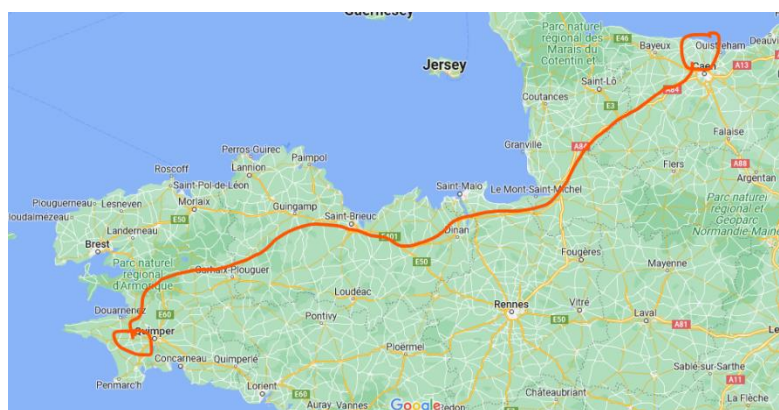 Guernesey
Parc naturel
régional des
Marais du
Cotentin et
E46
Bayeux
Ouistreham
Deauvi
Caen
A13
Jersey
Saint-Lô
A84
E3
Coutances
Falaise
Granville
A84
Flers
A88
Argentan
Perros-Guirec
Paimpol
Roscoff
Lannion
Saint-Malo
Le Mont-Saint-Michel
Saint-Pol-de-Léon
Parc naturel
régional et
Géoparc
Normandie-Maine
Plouguerneau
Lesneven
Morlaix
Guingamp
loudalmézeau
E50
Saint-Brieuc
Landerneau
E401
Dinan
Brest
E50
Fougères
Mayenne
Parc naturel
régional
d'Armorique
Carhaix-Plouguer
Loudéac
Rennes
Vitré
Douarnenez
E60
Pontivy
E50
Laval
A81
Quimper
Ploërmel
Le
Concarneau
Quimperlé
Sablé-sur-Sarthe
Penmarc'h
Lorient
Châteaubriant
A11
Auray
Vannes
Google
edon
La Flèche